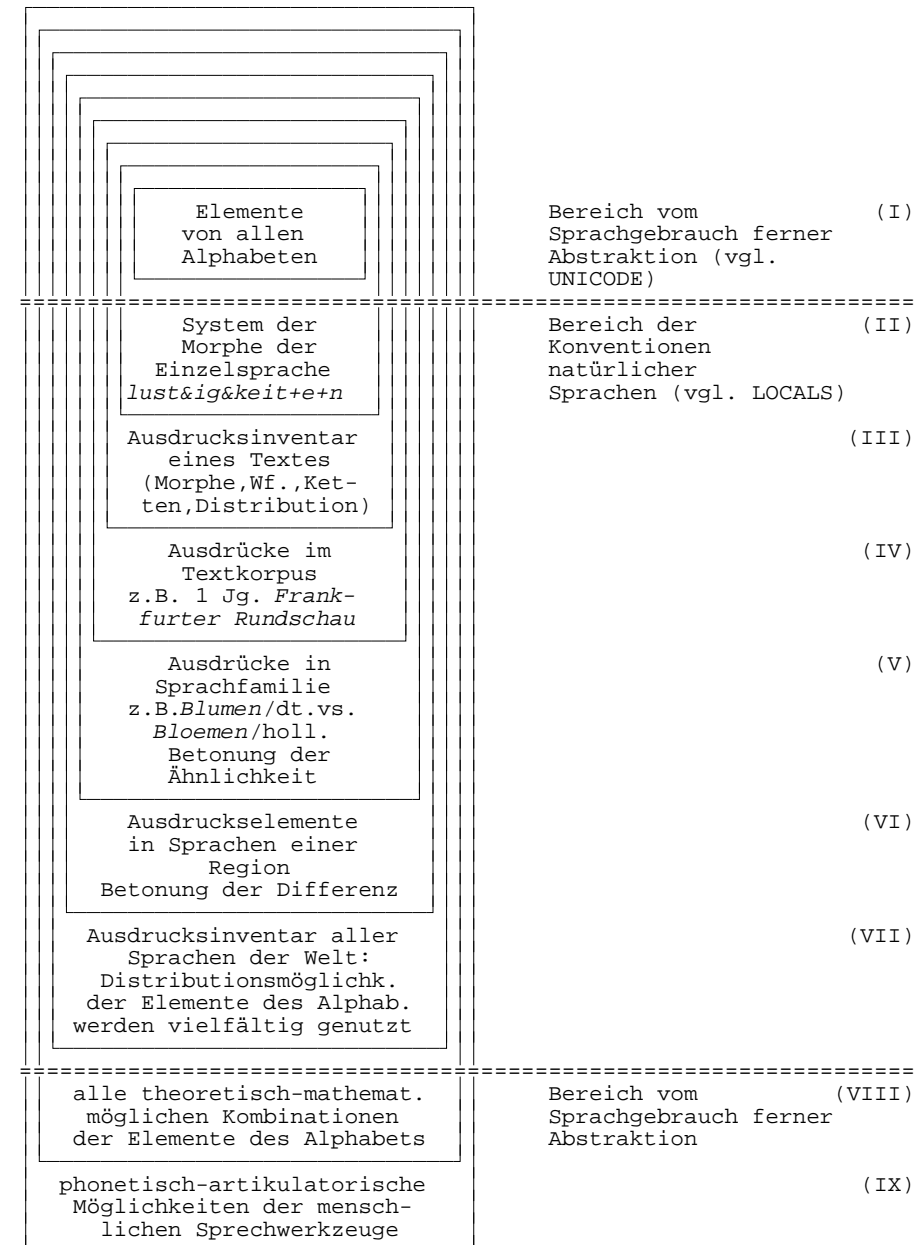 Elemente Bereich vom (I)
von allen Sprachgebrauch ferner
Alphabeten Abstraktion (vgl.
UNICODE)
System der Bereich der (II)
Morphe der Konventionen
Einzelsprache natürlicher
lust&ig&keit+e+n Sprachen (vgl. LOCALS)
Ausdrucksinventar (III)
eines Textes
(Morphe,Wf.,Ket-
ten,Distribution)
Ausdrücke im (IV)
Textkorpus
z.B. 1 Jg. Frank-
furter Rundschau
Ausdrücke in (V)
Sprachfamilie
z.B.Blumen/dt.vs.
Bloemen/holl.
Betonung der
Ähnlichkeit
Ausdruckselemente (VI)
in Sprachen einer
Region
Betonung der Differenz
Ausdrucksinventar aller (VII)
Sprachen der Welt:
Distributionsmöglichk.
der Elemente des Alphab.
werden vielfältig genutzt
alle theoretisch-mathemat. Bereich vom (VIII)
möglichen Kombinationen Sprachgebrauch ferner
der Elemente des Alphabets Abstraktion
phonetisch-artikulatorische (IX)
Möglichkeiten der mensch-
lichen Sprechwerkzeuge